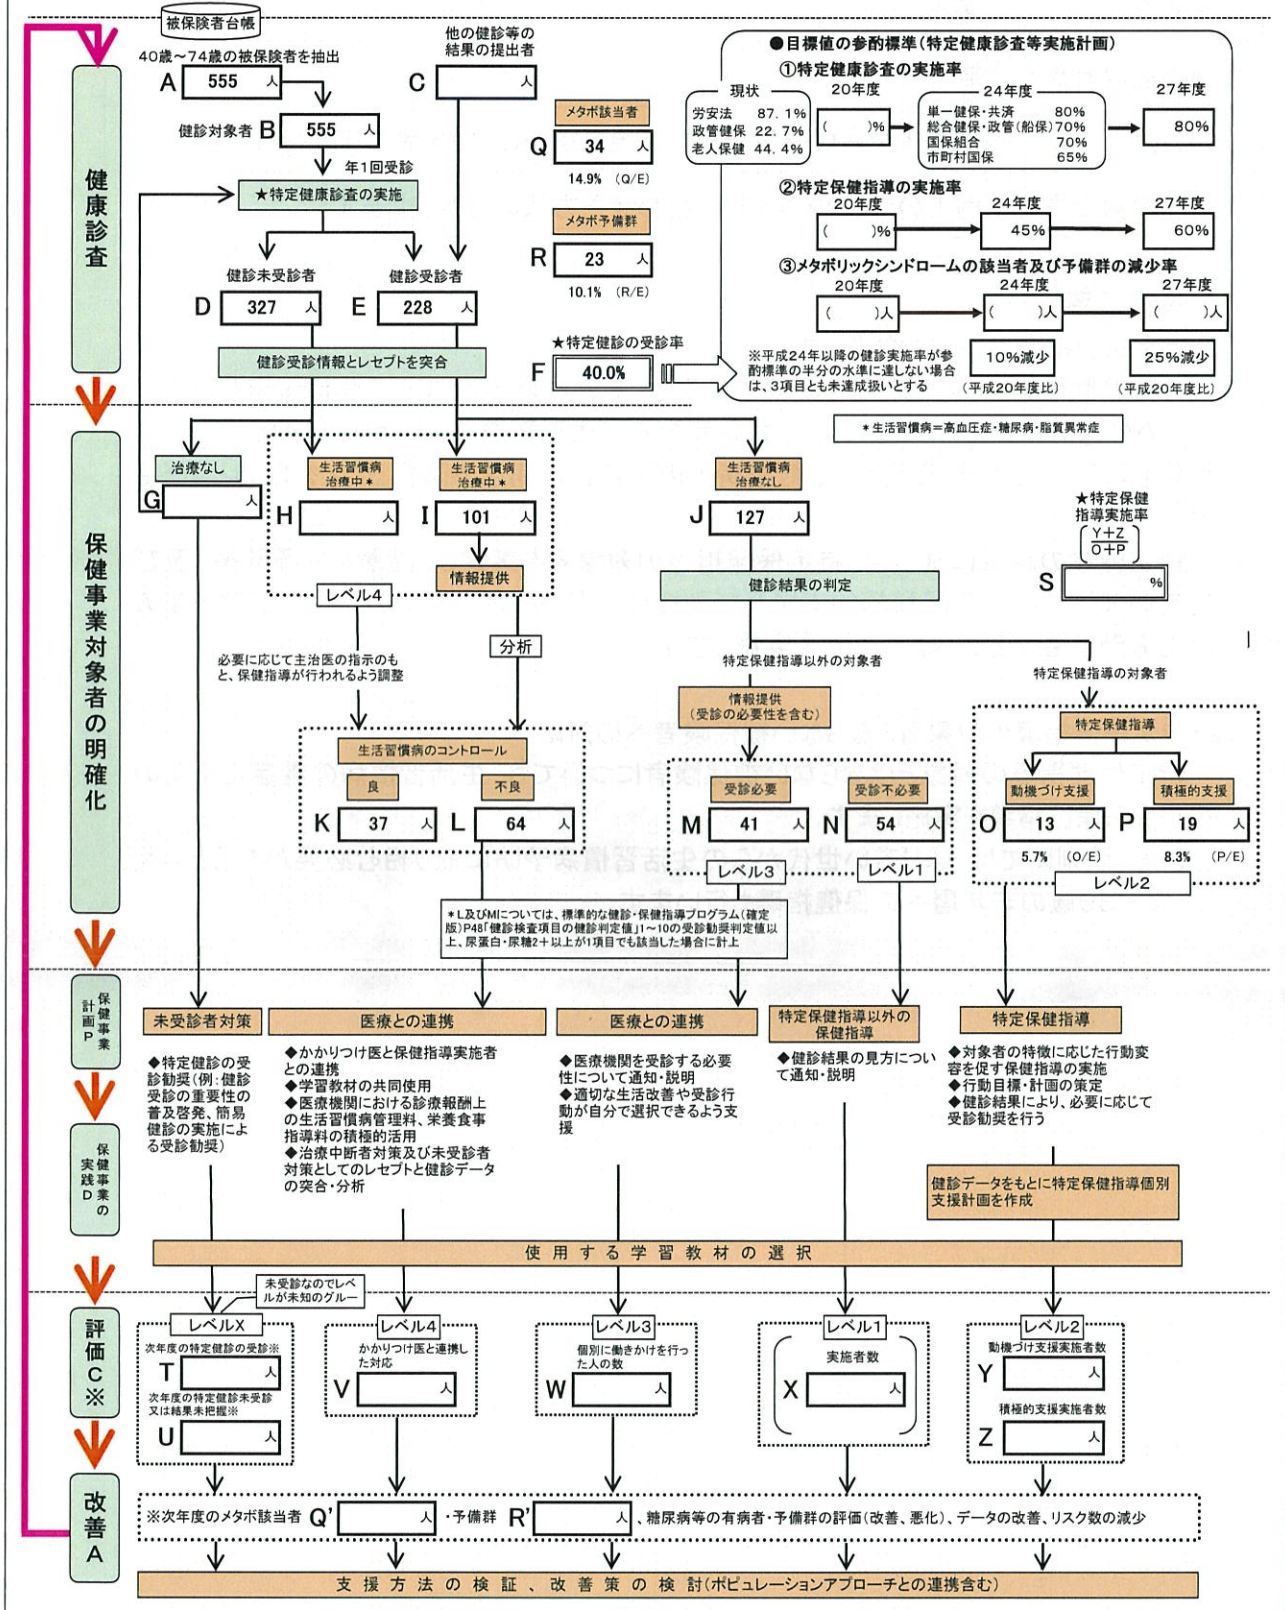 被保険者台帳
40歳～74歳の被保険者を抽出
A 555 人
健診対象者 B 555 人
年1回受診
★特定健康診査の実施
他の健診等の
結果の提出者
C 人
メタボ該当者
Q 34 人
14.9% (Q/E)
メタボ予備群
R 23 人
10.1% (R/E)
健診未受診者
D 327 人
健診受診者
E 228 人
健診受診情報とレセプトを突合
★特定健診の受診率
F 40.0%
●目標値の参酌標準(特定健康診査等実施計画)
①特定健康診査の実施率
現状
労安法 87.1%
政管健保 22.7%
老人保健 44.4%
20年度
( )%
24年度
単一健保・共済 80%
総合健保・政管(船保)70%
国保組合 70%
市町村国保 65%
27年度
80%
②特定保健指導の実施率
20年度 24年度 27年度
( )% 45% 60%
③メタボリックシンドロームの該当者及び予備群の減少率
20年度 24年度 27年度
( )人 ( )人 ( )人
※平成24年以降の健診実施率が参
酌標準の半分の水準に達しない場合
は、3項目とも未達成扱いとする
10%減少 25%減少
(平成20年度比) (平成20年度比)
健康診査
*生活習慣病=高血圧症・糖尿病・脂質異常症
治療なし
G 人
生活習慣病
治療中*
H 人
生活習慣病
治療中*
I 101 人
情報提供
レベル4
生活習慣病
治療なし
J 127 人
健診結果の判定
★特定保健
指導実施率
(Y+Z
O+P)
S %
分析
必要に応じて主治医の指示のも
と、保健指導が行われるよう調整
特定保健指導以外の対象者
特定保健指導の対象者
情報提供
(受診の必要性を含む)
特定保健指導
生活習慣病のコントロール
良 不良
K 37 人 L 64 人
受診必要
M 41 人
受診不必要
N 54 人
レベル3 レベル1
動機づけ支援
O 13 人
5.7% (O/E)
積極的支援
P 19 人
8.3% (P/E)
レベル2
*L及びMについては、標準的な健診・保健指導プログラム(確定
版)P48「健診検査項目の健診判定値」1～10の受診勧奨判定値以
上、尿蛋白・尿糖2+以上が1項目でも該当した場合に計上
保健事業対象者の明確化
保健事業
計画P
未受診者対策
◆特定健診の受
診勧奨(例:健診
受診の重要性の
普及啓発、簡易
健診の実施によ
る受診勧奨)
医療との連携
◆かかりつけ医と保健指導実施者
との連携
◆学習教材の共同使用
◆医療機関における診療報酬上
の生活習慣病管理料、栄養食事
指導料の積極的活用
◆治療中断者対策及び未受診者
対策としてのレセプトと健診データ
の突合・分析
医療との連携
◆医療機関を受診する必要
性について通知・説明
◆適切な生活改善や受診行
動が自分で選択できるよう支
援
特定保健指導以外の
保健指導
◆健診結果の見方につい
て通知・説明
特定保健指導
◆対象者の特徴に応じた行動変
容を促す保健指導の実施
◆行動目標・計画の策定
◆健診結果により、必要に応じて
受診勧奨を行う
保健事業の
実践D
健診データをもとに特定保健指導個別
支援計画を作成
使用する学習教材の選択
評価C※
未受診なのでレベ
ルが未知のグルー
レベルX
次年度の特定健診の受診※
T 人
次年度の特定健診未受診
又は結果未把握※
U 人
レベル4
かかりつけ医と連携し
た対応
V 人
レベル3
個別に働きかけを行っ
た人の数
W 人
レベル1
実施者数
X 人
レベル2
動機づけ支援実施者数
Y 人
積極的支援実施者数
Z 人
改善A
※次年度のメタボ該当者 Q' 人 ・予備群 R' 人 、糖尿病等の有病者・予備群の評価(改善、悪化)、データの改善、リスク数の減少
支援方法の検証、改善策の検討(ポピュレーションアプローチとの連携含む)